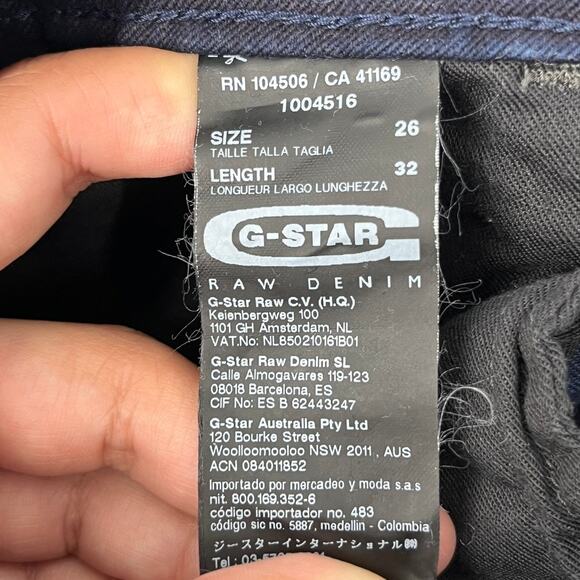 RN 104506 / CA 41169
1004516
SIZE 26
TAILLE TALLA TAGLIA
LENGTH 32
LONGUEUR LARGO LUNGHEZZA
G-STAR
RAW DENIM
G-Star Raw C.V. (H.Q.)
Keienbergweg 100
1101 GH Amsterdam, NL
VAT.No: NL850210161B01
G-Star Raw Denim SL
Calle Almogavares 119-123
08018 Barcelona, ES
CIF No: ES B 62443247
G-Star Australia Pty Ltd
120 Bourke Street
Woolloomooloo NSW 2011 , AUS
ACN 084011852
Importado por mercadeo y moda s.a.s
nit. 800.169.352-6
código importador no. 483
código sic no. 5887, medellin - Colombia
ジースターインターナショナル(株)
Tel : 03-